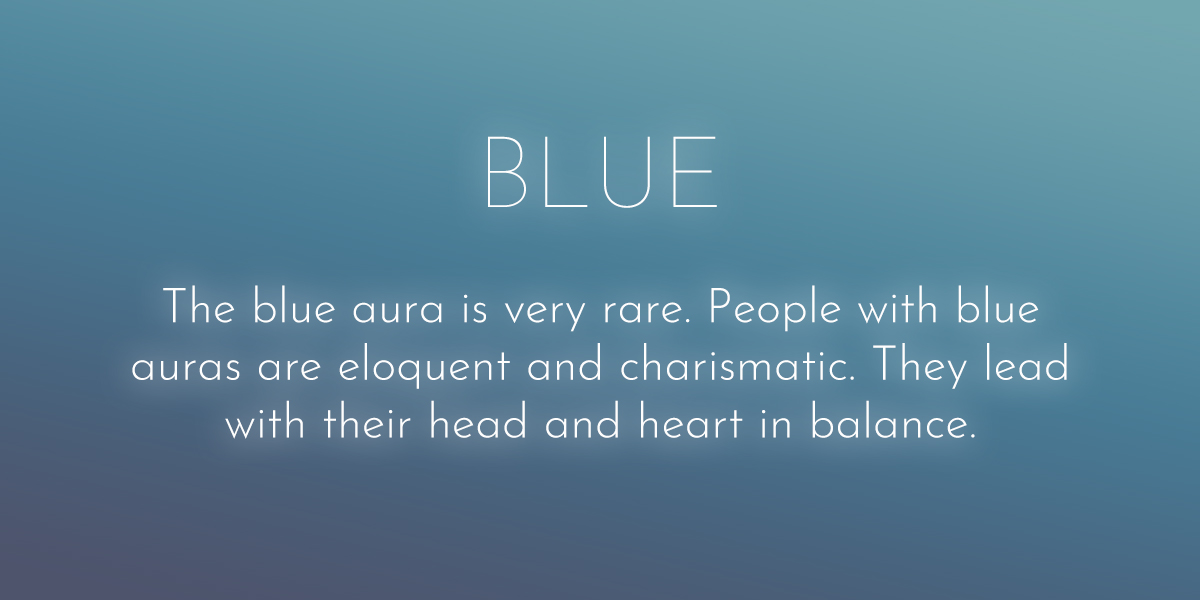 BLUE
The blue aura is very rare. People with blue
auras are eloquent and charismatic. They lead
with their head and heart in balance.